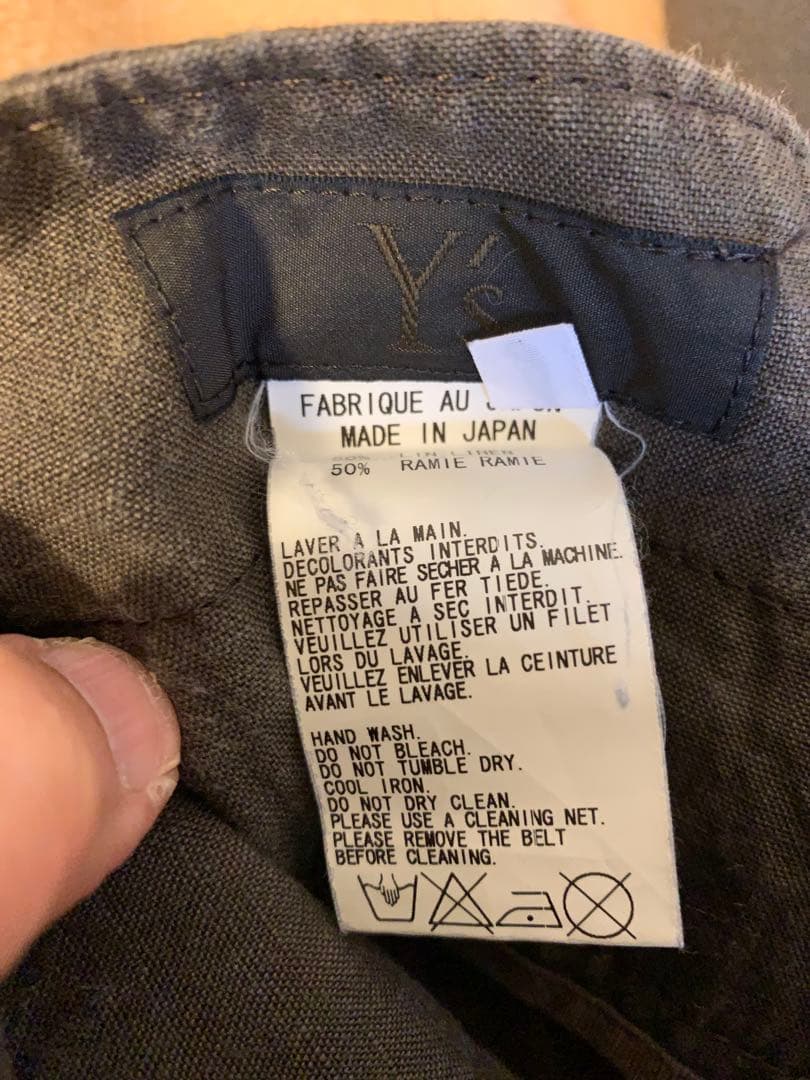 Y's
FABRIQUE AU
MADE IN JAPAN
50% RAMIE RAMIE
LAVER A LA MAIN.
DECOLORANTS INTERDITS.
NE PAS FAIRE SECHER A LA MACHINE.
REPASSER AU FER TIEDE.
NETTOYAGE A SEC INTERDIT.
VEUILLEZ UTILISER UN FILET
LORS DU LAVAGE.
VEUILLEZ ENLEVER LA CEINTURE
AVANT LE LAVAGE.
HAND WASH.
DO NOT BLEACH.
DO NOT TUMBLE DRY.
COOL IRON.
DO NOT DRY CLEAN.
PLEASE USE A CLEANING NET.
PLEASE REMOVE THE BELT
BEFORE CLEANING.